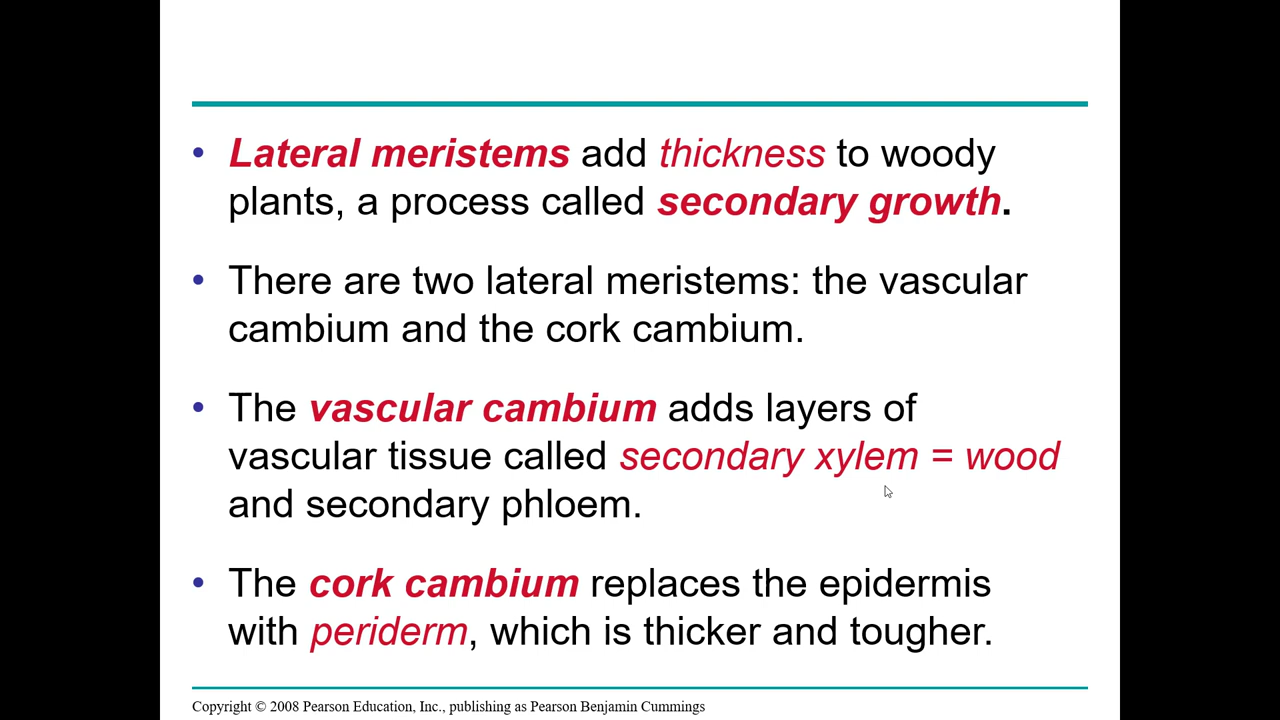 • Lateral meristems add thickness to woody
plants, a process called secondary growth.
• There are two lateral meristems: the vascular
cambium and the cork cambium.
• The vascular cambium adds layers of
vascular tissue called secondary xylem = wood
and secondary phloem.
• The cork cambium replaces the epidermis
with periderm, which is thicker and tougher.
Copyright © 2008 Pearson Education, Inc., publishing as Pearson Benjamin Cummings